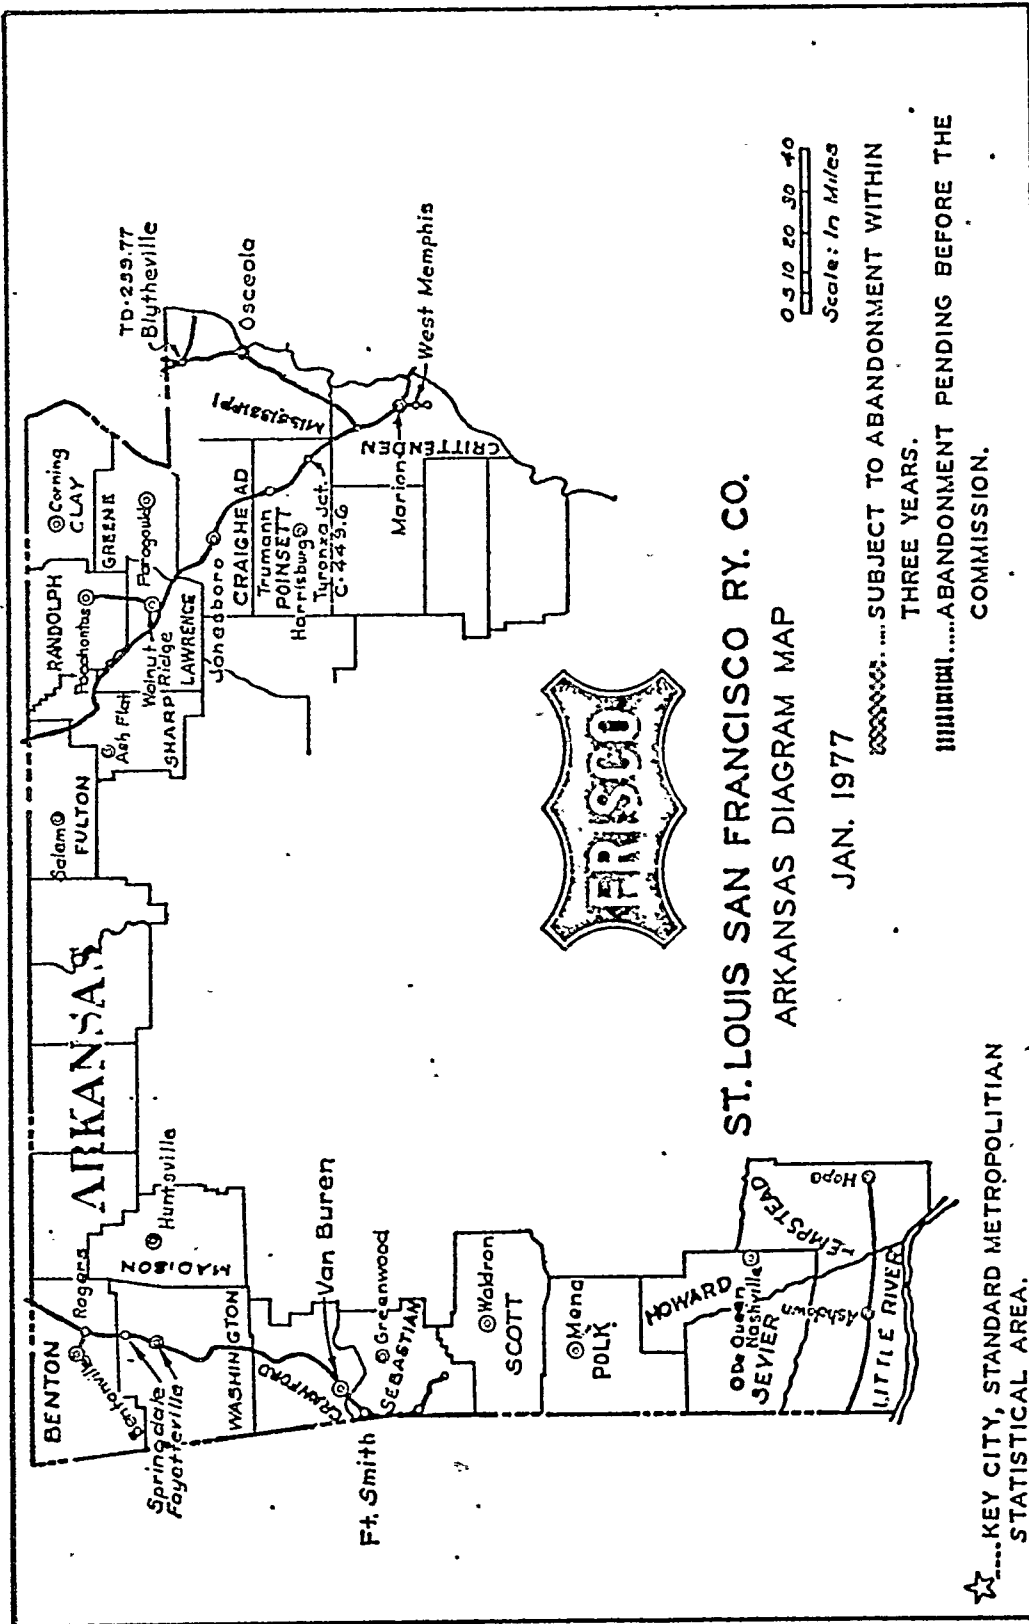 ARKANSAS
BENTON
Rogers
Bentonville
Springdale
Fayetteville
Huntsville
MADISON
WASHINGTON
CRAWFORD
Van Buren
Ft. Smith
Greenwood
SEBASTIAN
Waldron
SCOTT
Mena
POLK
HOWARD
De Queen
Nashville
SEVIER
EMPSTEAD
Hope
Ashdown
LITTLE RIVER
Salem
FULTON
RANDOLPH
Pocahontas
Corning
CLAY
GREENE
Paragould
Ash Flat
Walnut
Ridge
SHARP
LAWRENCE
Jonesboro
CRAIGHEAD
Trumann
POINSETT
Harrisburg
Tyronza Jct.
C-449.6
MISSISSIPPI
TD-239.77
Blytheville
Osceola
CRITTENDEN
Marion
West Memphis
FRISCO
ST. LOUIS SAN FRANCISCO RY. CO.
ARKANSAS DIAGRAM MAP
JAN. 1977
0 5 10 20 30 40
Scale: In Miles
....SUBJECT TO ABANDONMENT WITHIN
THREE YEARS.
....ABANDONMENT PENDING BEFORE THE
COMMISSION.
....KEY CITY, STANDARD METROPOLITIAN
STATISTICAL AREA.